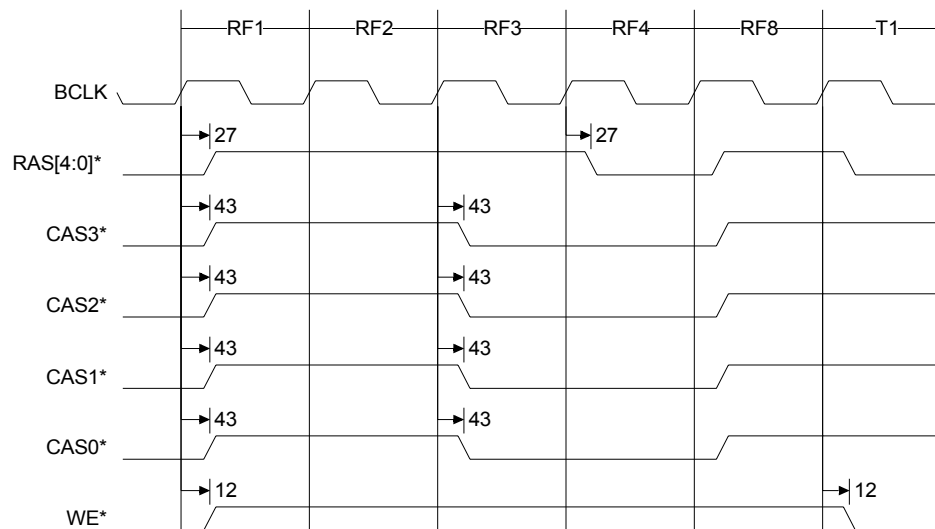 RF1 RF2 RF3 RF4 RF8 T1
BCLK
27 27
RAS[4:0]*
43 43
CAS3*
43 43
CAS2*
43 43
CAS1*
43 43
CAS0*
12 12
WE*